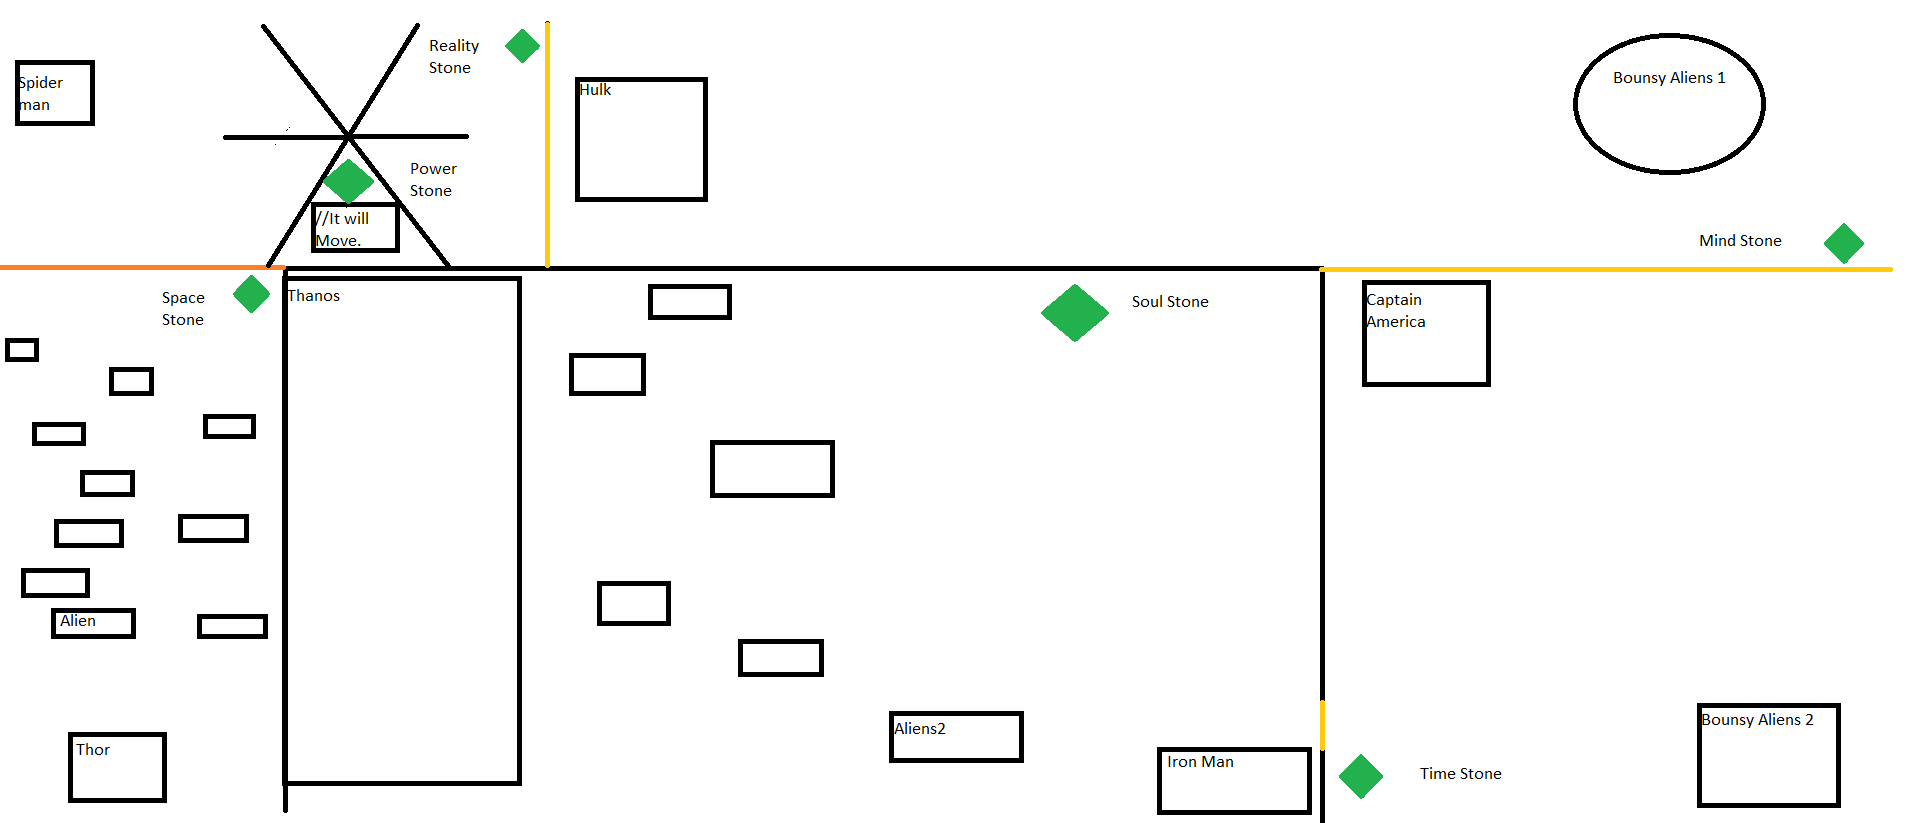 Reality
Stone
Spider
man
Hulk
Bounsy Aliens 1
Power
Stone
//It will
Move.
Mind Stone
Space
Stone
Thanos
Soul Stone
Captain
America
Alien
Aliens2
Thor
Iron Man
Time Stone
Bounsy Aliens 2